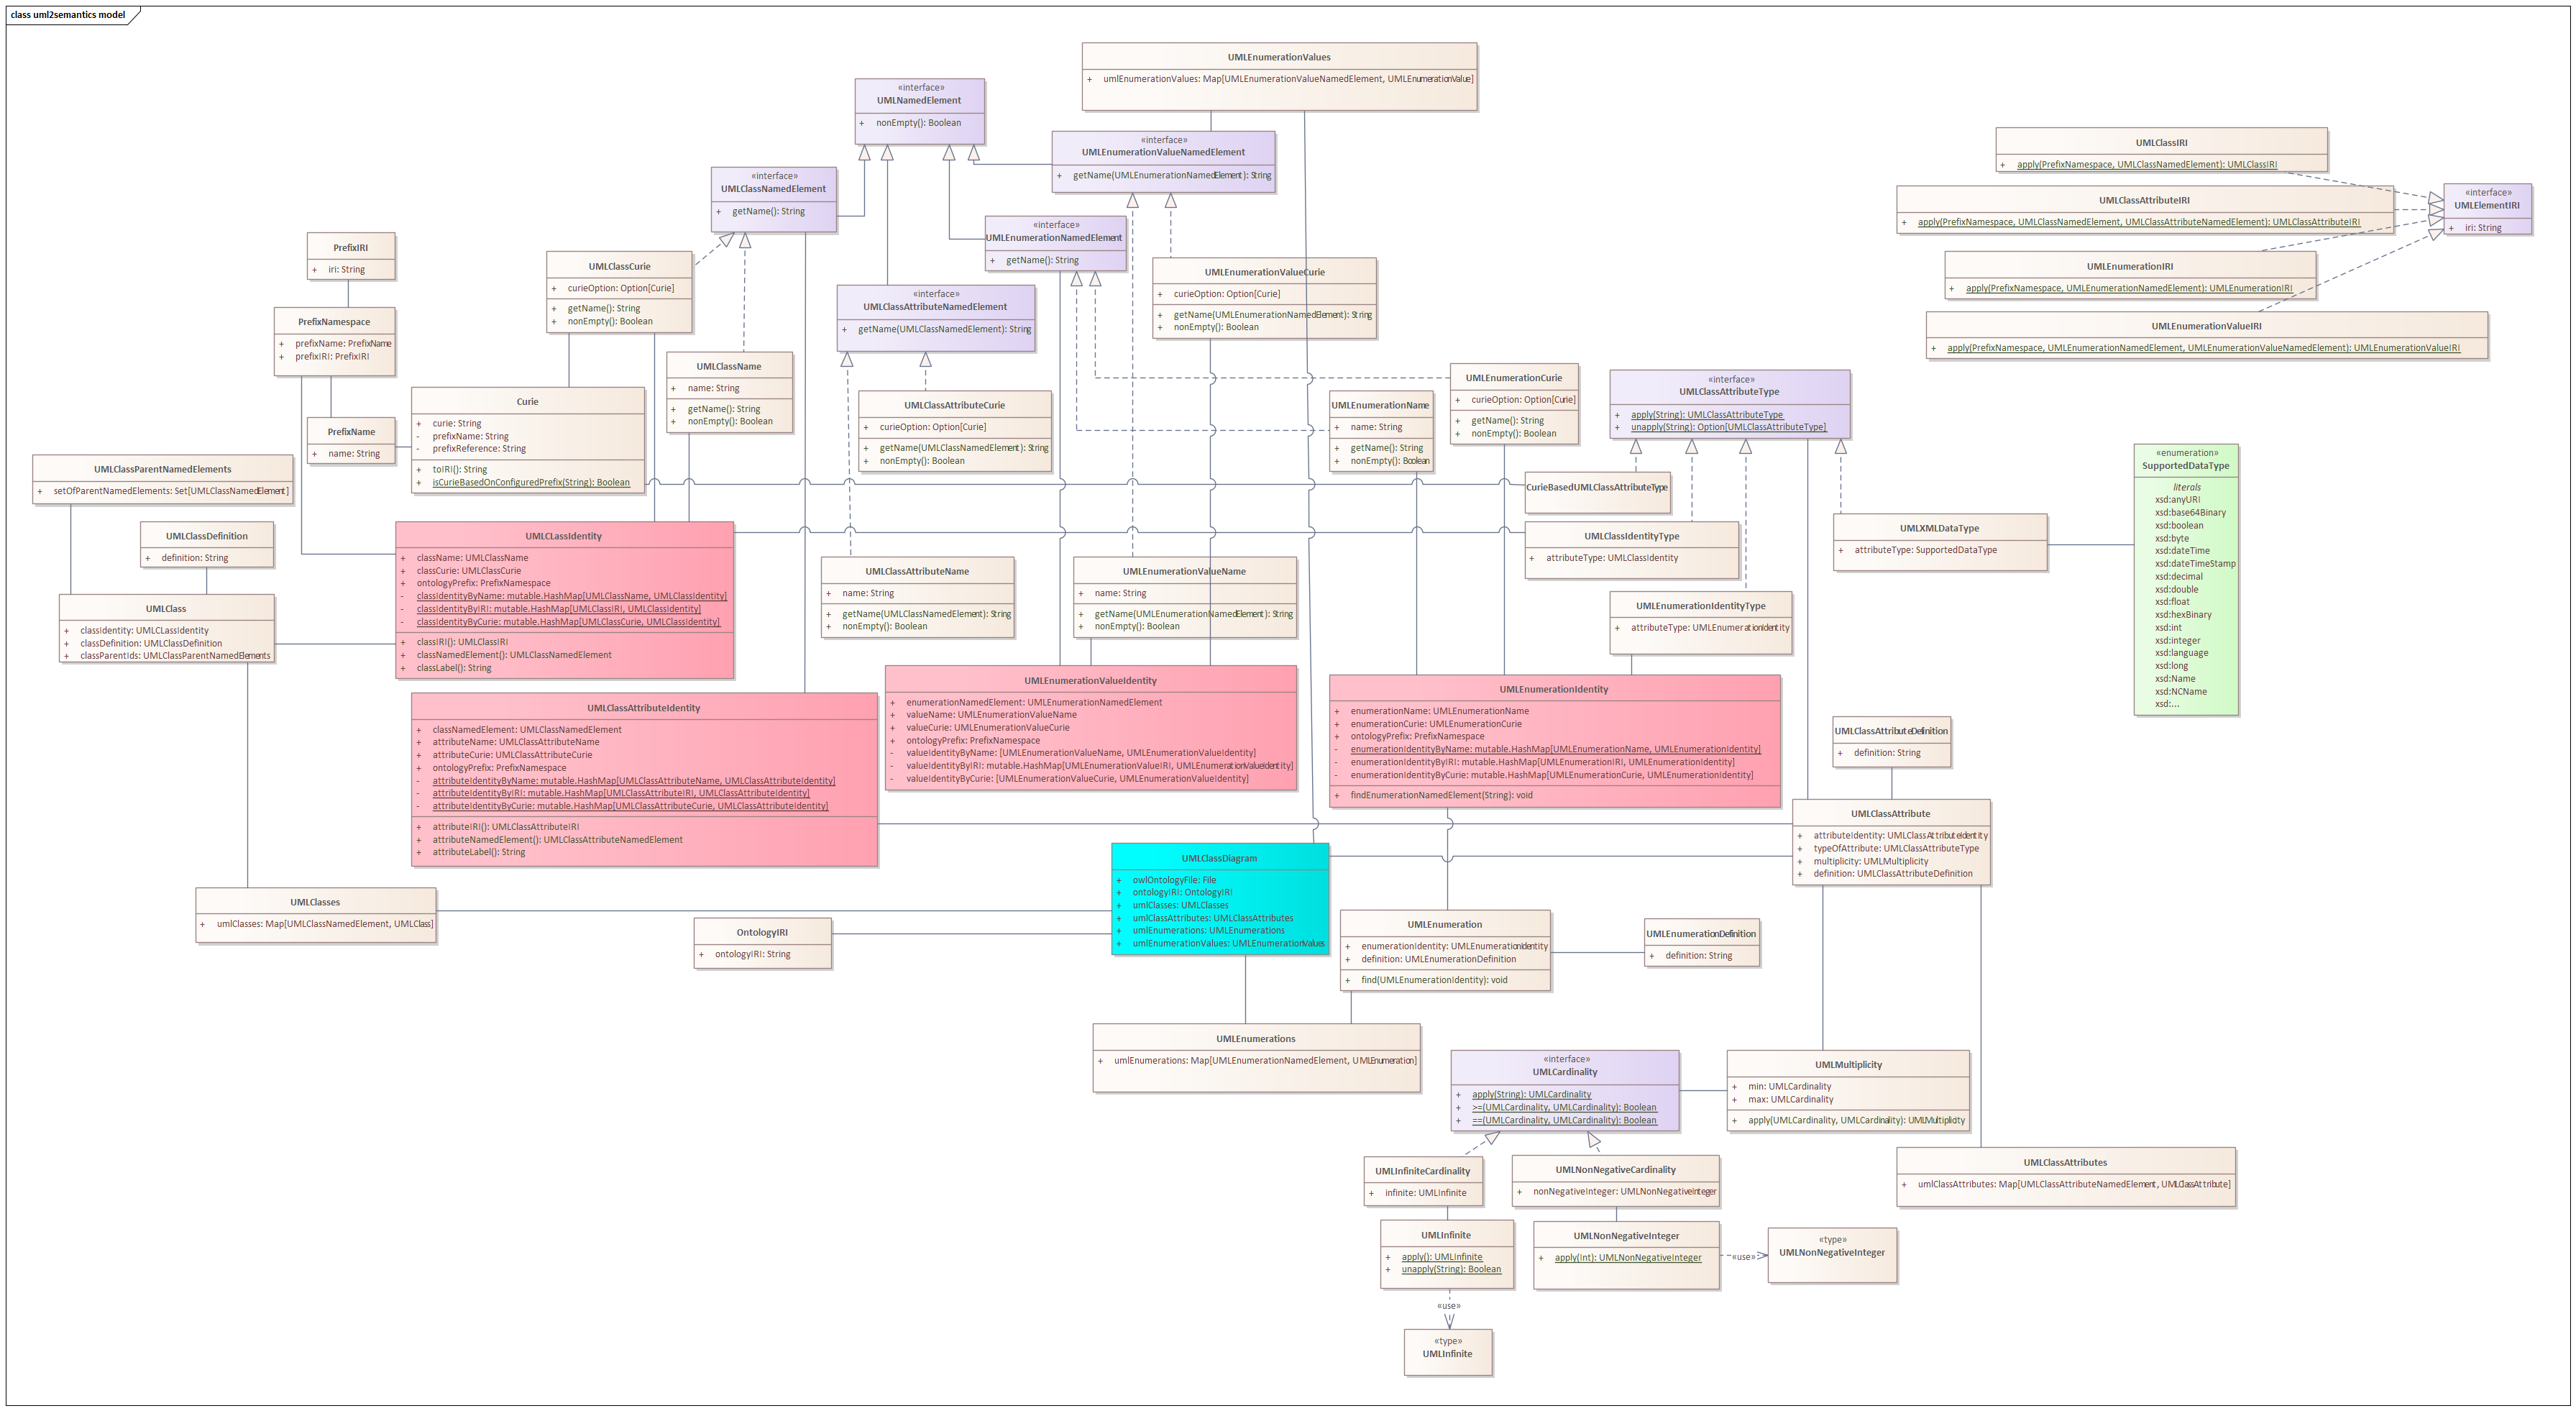 class uml2semantics model
UMLEnumerationValues
+ umlEnumerationValues: Map[UMLEnumerationValueNamedElement, UMLEnumerationValue]
«interface»
UMLNamedElement
+ nonEmpty(): Boolean
«interface»
UMLEnumerationValueNamedElement
+ getName(UMLEnumerationNamedElement): String
«interface»
UMLClassNamedElement
+ getName(): String
«interface»
UMLEnumerationNamedElement
+ getName(): String
UMLClassIRI
+ apply(PrefixNamespace, UMLClassNamedElement): UMLClassIRI
UMLClassAttributeIRI
+ apply(PrefixNamespace, UMLClassNamedElement, UMLClassAttributeNamedElement): UMLClassAttributeIRI
«interface»
UMLElementIRI
+ iri: String
UMLEnumerationIRI
+ apply(PrefixNamespace, UMLEnumerationNamedElement): UMLEnumerationIRI
UMLEnumerationValueIRI
+ apply(PrefixNamespace, UMLEnumerationNamedElement, UMLEnumerationValueNamedElement): UMLEnumerationValueIRI
PrefixIRI
+ iri: String
PrefixNamespace
+ prefixName: PrefixName
+ prefixIRI: PrefixIRI
PrefixName
+ name: String
UMLClassCurie
+ curieOption: Option[Curie]
+ getName(): String
+ nonEmpty(): Boolean
UMLClassName
+ name: String
+ getName(): String
+ nonEmpty(): Boolean
Curie
+ curie: String
- prefixName: String
- prefixReference: String
+ toIRI(): String
+ isCurieBasedOnConfiguredPrefix(String): Boolean
«interface»
UMLClassAttributeNamedElement
+ getName(UMLClassNamedElement): String
UMLEnumerationValueCurie
+ curieOption: Option[Curie]
+ getName(UMLEnumerationNamedElement): String
+ nonEmpty(): Boolean
UMLClassAttributeCurie
+ curieOption: Option[Curie]
+ getName(UMLClassNamedElement): String
+ nonEmpty(): Boolean
UMLEnumerationName
+ name: String
+ getName(): String
+ nonEmpty(): Boolean
UMLEnumerationCurie
+ curieOption: Option[Curie]
+ getName(): String
+ nonEmpty(): Boolean
«interface»
UMLClassAttributeType
+ apply(String): UMLClassAttributeType
+ unapply(String): Option[UMLClassAttributeType]
CurieBasedUMLClassAttributeType
UMLClassIdentityType
+ attributeType: UMLClassIdentity
UMLEnumerationIdentityType
+ attributeType: UMLEnumerationIdentity
UMLXMLDataType
+ attributeType: SupportedDataType
«enumeration»
SupportedDataType
literals
xsd:anyURI
xsd:base64Binary
xsd:boolean
xsd:byte
xsd:dateTime
xsd:dateTimeStamp
xsd:decimal
xsd:double
xsd:float
xsd:hexBinary
xsd:int
xsd:integer
xsd:language
xsd:long
xsd:Name
xsd:NCName
xsd:...
UMLClassParentNamedElements
+ setOfParentNamedElements: Set[UMLClassNamedElement]
UMLClassDefinition
+ definition: String
UMLClass
+ classIdentity: UMLCLassIdentity
+ classDefinition: UMLClassDefinition
+ classParentIds: UMLClassParentNamedElements
UMLClassIdentity
+ className: UMLClassName
+ classCurie: UMLClassCurie
+ ontologyPrefix: PrefixNamespace
- classIdentityByName: mutable.HashMap[UMLClassName, UMLClassIdentity]
- classIdentityByIRI: mutable.HashMap[UMLClassIRI, UMLClassIdentity]
- classIdentityByCurie: mutable.HashMap[UMLClassCurie, UMLClassIdentity]
+ classIRI(): UMLClassIRI
+ classNamedElement(): UMLClassNamedElement
+ classLabel(): String
UMLClassAttributeName
+ name: String
+ getName(UMLClassNamedElement): String
+ nonEmpty(): Boolean
UMLEnumerationValueName
+ name: String
+ getName(UMLEnumerationNamedElement): String
+ nonEmpty(): Boolean
UMLClassAttributeIdentity
+ classNamedElement: UMLClassNamedElement
+ attributeName: UMLClassAttributeName
+ attributeCurie: UMLClassAttributeCurie
+ ontologyPrefix: PrefixNamespace
- attributeIdentityByName: mutable.HashMap[UMLClassAttributeName, UMLClassAttributeIdentity]
- attributeIdentityByIRI: mutable.HashMap[UMLClassAttributeIRI, UMLClassAttributeIdentity]
- attributeIdentityByCurie: mutable.HashMap[UMLClassAttributeCurie, UMLClassAttributeIdentity]
+ attributeIRI(): UMLClassAttributeIRI
+ attributeNamedElement(): UMLClassAttributeNamedElement
+ attributeLabel(): String
UMLEnumerationValueIdentity
+ enumerationNamedElement: UMLEnumerationNamedElement
+ valueName: UMLEnumerationValueName
+ valueCurie: UMLEnumerationValueCurie
+ ontologyPrefix: PrefixNamespace
- valueIdentityByName: [UMLEnumerationValueName, UMLEnumerationValueIdentity]
- valueIdentityByIRI: mutable.HashMap[UMLEnumerationValueIRI, UMLEnumerationValueIdentity]
- valueIdentityByCurie: [UMLEnumerationValueCurie, UMLEnumerationValueIdentity]
UMLEnumerationIdentity
+ enumerationName: UMLEnumerationName
+ enumerationCurie: UMLEnumerationCurie
+ ontologyPrefix: PrefixNamespace
- enumerationIdentityByName: mutable.HashMap[UMLEnumerationName, UMLEnumerationIdentity]
- enumerationIdentityByIRI: mutable.HashMap[UMLEnumerationIRI, UMLEnumerationIdentity]
- enumerationIdentityByCurie: mutable.HashMap[UMLEnumerationCurie, UMLEnumerationIdentity]
+ findEnumerationNamedElement(String): void
UMLClassAttributeDefinition
+ definition: String
UMLClassAttribute
+ attributeIdentity: UMLClassAttributeIdentity
+ typeOfAttribute: UMLClassAttributeType
+ multiplicity: UMLMultiplicity
+ definition: UMLClassAttributeDefinition
UMLClassDiagram
+ owlOntologyFile: File
+ ontologyIRI: OntologyIRI
+ umlClasses: UMLClasses
+ umlClassAttributes: UMLClassAttributes
+ umlEnumerations: UMLEnumerations
+ umlEnumerationValues: UMLEnumerationValues
UMLClasses
+ umlClasses: Map[UMLClassNamedElement, UMLClass]
OntologyIRI
+ ontologyIRI: String
UMLEnumeration
+ enumerationIdentity: UMLEnumerationIdentity
+ definition: UMLEnumerationDefinition
+ find(UMLEnumerationIdentity): void
UMLEnumerationDefinition
+ definition: String
UMLEnumerations
+ umlEnumerations: Map[UMLEnumerationNamedElement, UMLEnumeration]
«interface»
UMLCardinality
+ apply(String): UMLCardinality
+ >=(UMLCardinality, UMLCardinality): Boolean
+ ==(UMLCardinality, UMLCardinality): Boolean
UMLMultiplicity
+ min: UMLCardinality
+ max: UMLCardinality
+ apply(UMLCardinality, UMLCardinality): UMLMultiplicity
UMLInfiniteCardinality
+ infinite: UMLInfinite
UMLNonNegativeCardinality
+ nonNegativeInteger: UMLNonNegativeInteger
UMLClassAttributes
+ umlClassAttributes: Map[UMLClassAttributeNamedElement, UMLClassAttribute]
UMLInfinite
+ apply(): UMLInfinite
+ unapply(String): Boolean
UMLNonNegativeInteger
+ apply(Int): UMLNonNegativeInteger
«use»
«type»
UMLNonNegativeInteger
«use»
«type»
UMLInfinite